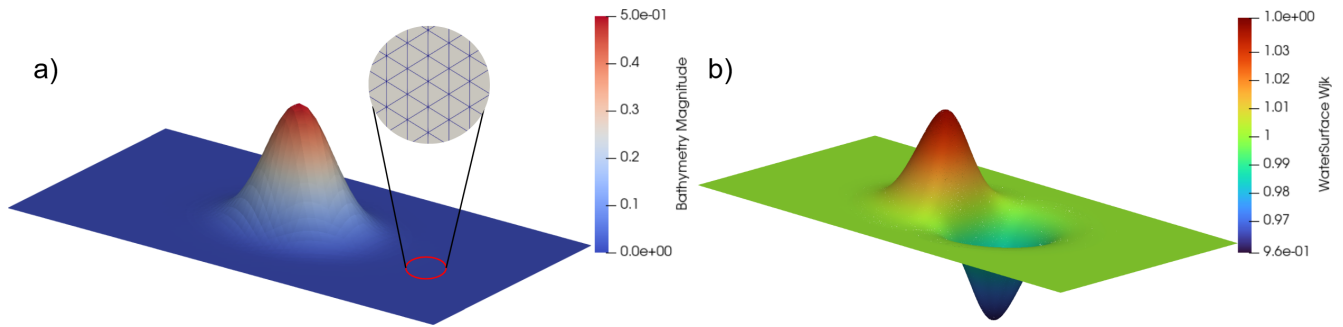 a)
5.0e-01
0.4
0.3
0.2
0.1
0.0e+00
Bathymetry Magnitude
b)
1.0e+00
1.03
1.02
1.01
1
0.99
0.98
0.97
9.6e-01
WaterSurface Wjk